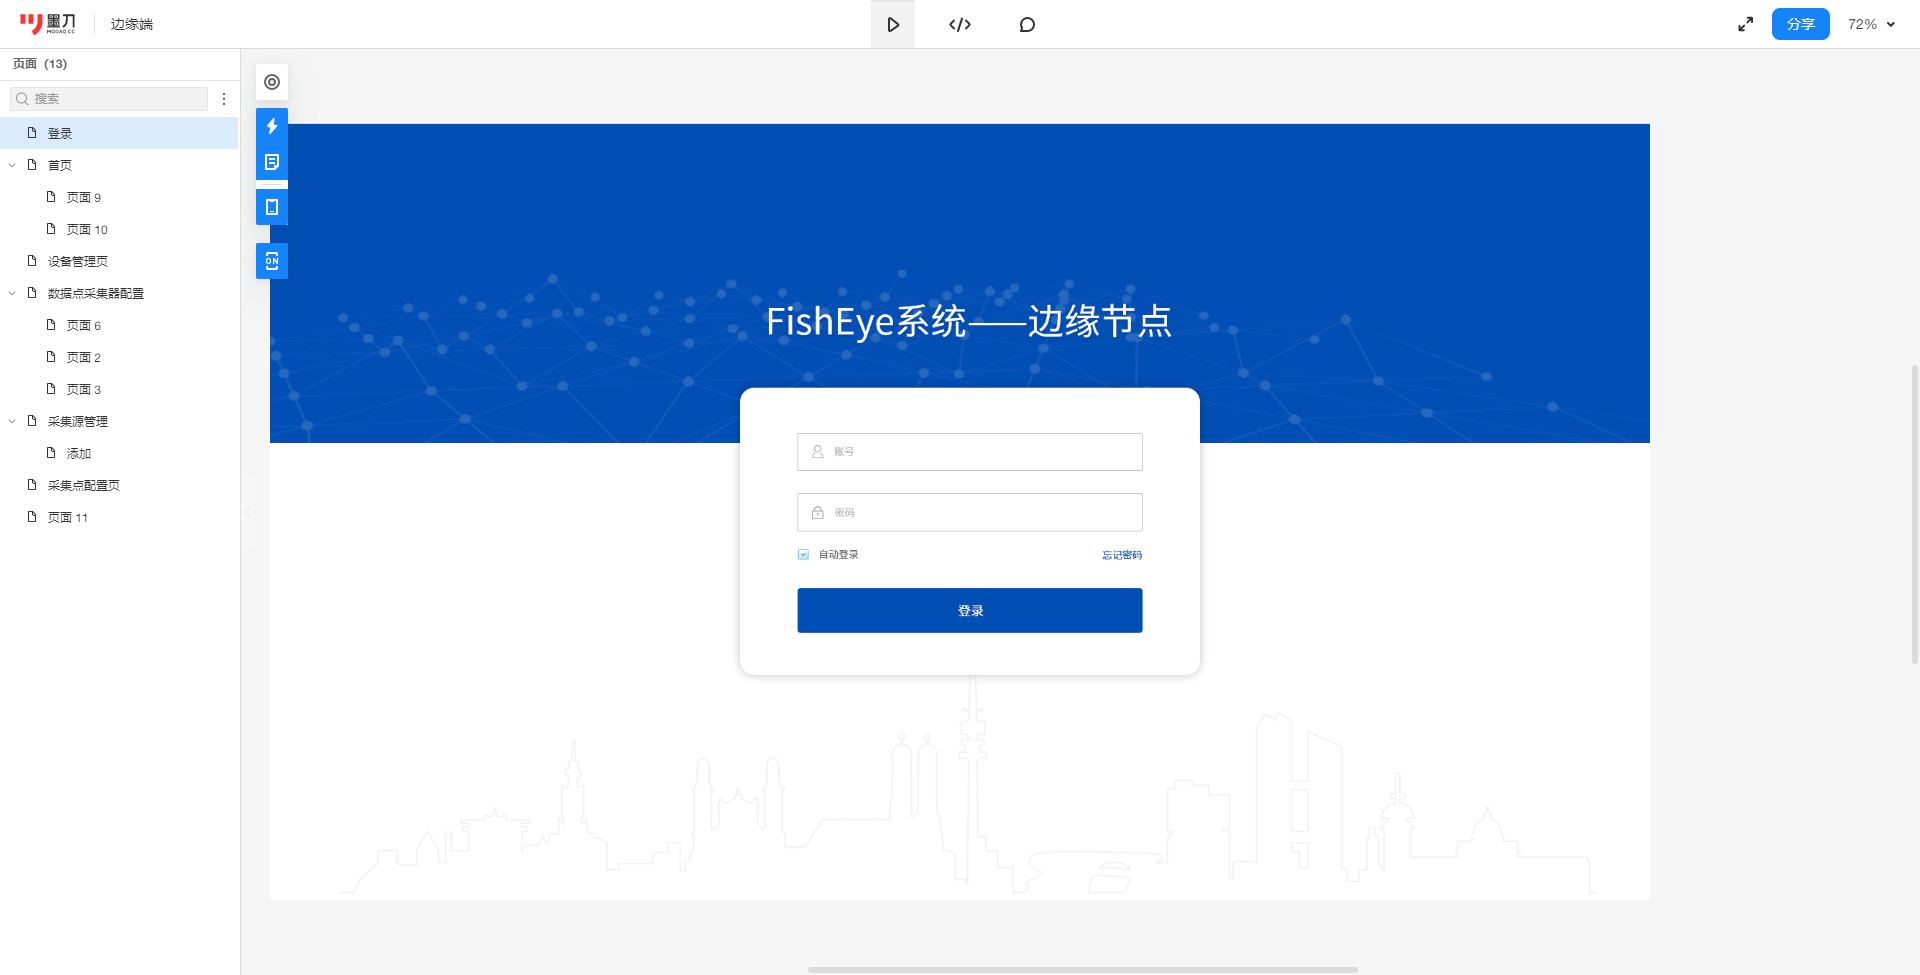 墨刀
MODAO.CC
边缘端
分享
72%
页面 (13)
搜索
登录
首页
页面 9
页面 10
设备管理页
数据点采集器配置
页面 6
页面 2
页面 3
采集源管理
添加
采集点配置页
页面 11
ON
FishEye系统——边缘节点
账号
密码
自动登录
忘记密码
登录